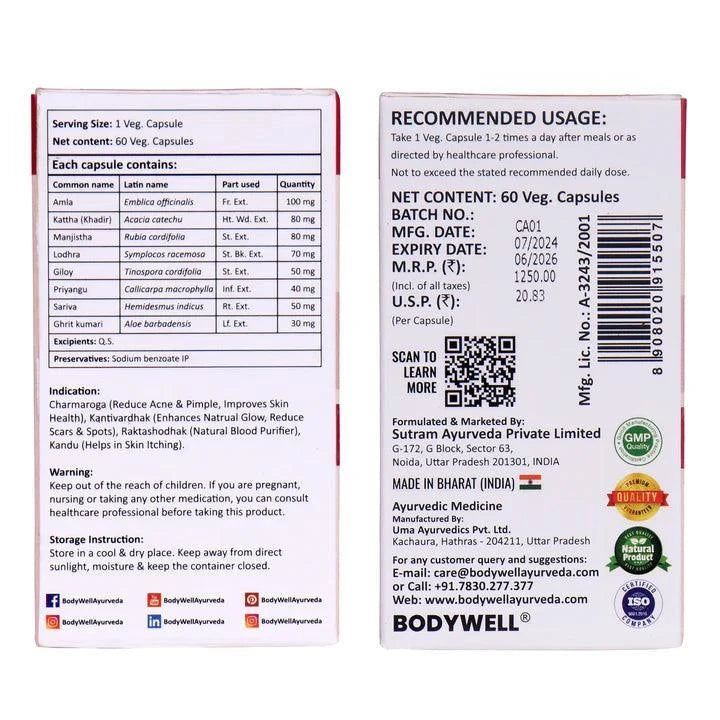 Serving Size: 1 Veg. Capsule
Net content: 60 Veg. Capsules
Each capsule contains:
Common name Latin name Part used Quantity
Amla Emblica officinalis Fr. Ext. 100 mg
Kattha (Khadir) Acacia catechu Ht. Wd. Ext. 80 mg
Manjistha Rubia cordifolia St. Ext. 80 mg
Lodhra Symplocos racemosa St. Bk. Ext. 70 mg
Giloy Tinospora cordifolia St. Ext. 50 mg
Priyangu Callicarpa macrophylla Inf. Ext. 40 mg
Sariva Hemidesmus indicus Rt. Ext. 50 mg
Ghrit kumari Aloe barbadensis Lf. Ext. 30 mg
Excipients: Q.S.
Preservatives: Sodium benzoate IP
Indication:
Charmaroga (Reduce Acne & Pimple, Improves Skin
Health), Kantivardhak (Enhances Natrual Glow, Reduce
Scars & Spots), Raktashodhak (Natural Blood Purifier),
Kandu (Helps in Skin Itching).
Warning:
Keep out of the reach of children. If you are pregnant,
nursing or taking any other medication, you can consult
healthcare professional before taking this product.
Storage Instruction:
Store in a cool & dry place. Keep away from direct
sunlight, moisture & keep the container closed.
BodyWellAyurveda BodyWellAyurveda BodyWellAyurveda
BodyWellAyurveda BodyWellAyurveda BodyWellAyurveda
RECOMMENDED USAGE:
Take 1 Veg. Capsule 1-2 times a day after meals or as
directed by healthcare professional.
Not to exceed the stated recommended daily dose.
NET CONTENT: 60 Veg. Capsules
BATCH NO.: CA01
MFG. DATE: 07/2024
EXPIRY DATE: 06/2026
M.R.P. (₹): 1250.00
(Incl. of all taxes)
U.S.P. (₹): 20.83
(Per Capsule)
Mfg. Lic. No.: A-3243/2001
8 908020 915507
SCAN TO
LEARN
MORE
Formulated & Marketed By:
Sutram Ayurveda Private Limited
G-172, G Block, Sector 63,
Noida, Uttar Pradesh 201301, INDIA
MADE IN BHARAT (INDIA)
Ayurvedic Medicine
Manufactured By:
Uma Ayurvedics Pvt. Ltd.
Kachaura, Hathras - 204211, Uttar Pradesh
For any customer query and suggestions:
E-mail: care@bodywellayurveda.com
or Call: +91.7830.277.377
Web: www.bodywellayurveda.com
BODYWELL®
GMP
Quality
PREMIUM
QUALITY
GUARANTEED
Natural
Product
CERTIFIED
ISO
COMPANY